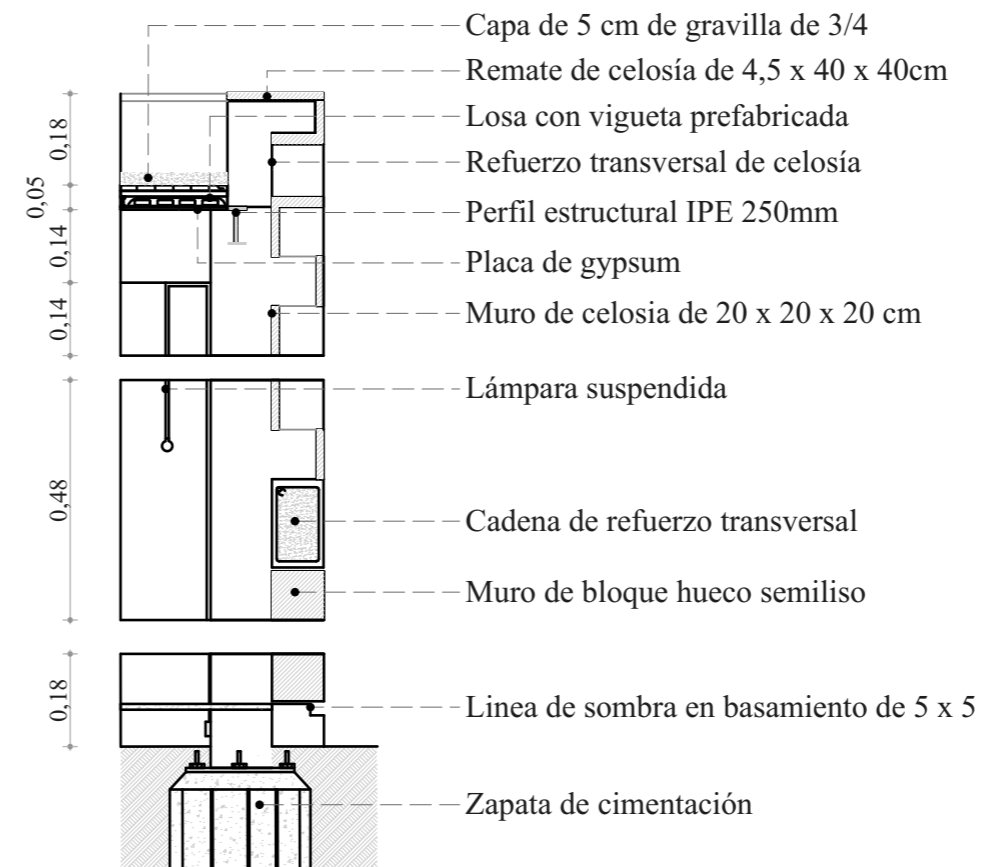 Capa de 5 cm de gravilla de 3/4
Remate de celosía de 4,5 x 40 x 40cm
Losa con vigueta prefabricada
Refuerzo transversal de celosía
Perfil estructural IPE 250mm
Placa de gypsum
Muro de celosia de 20 x 20 x 20 cm
Lámpara suspendida
Cadena de refuerzo transversal
Muro de bloque hueco semiliso
Linea de sombra en basamiento de 5 x 5
Zapata de cimentación
0,18
0,05
0,14
0,14
0,48
0,18